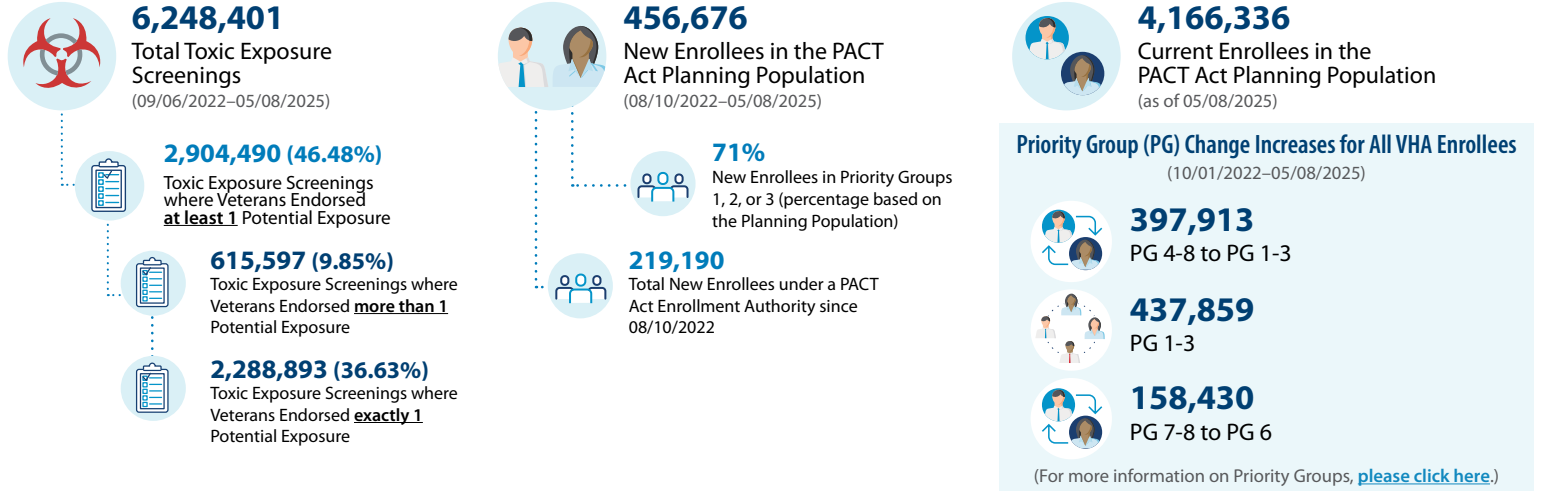 6,248,401
Total Toxic Exposure
Screenings
(09/06/2022–05/08/2025)
2,904,490 (46.48%)
Toxic Exposure Screenings
where Veterans Endorsed
at least 1 Potential Exposure
615,597 (9.85%)
Toxic Exposure Screenings where
Veterans Endorsed more than 1
Potential Exposure
2,288,893 (36.63%)
Toxic Exposure Screenings where
Veterans Endorsed exactly 1
Potential Exposure
456,676
New Enrollees in the PACT
Act Planning Population
(08/10/2022–05/08/2025)
71%
New Enrollees in Priority Groups
1, 2, or 3 (percentage based on
the Planning Population)
219,190
Total New Enrollees under a PACT
Act Enrollment Authority since
08/10/2022
4,166,336
Current Enrollees in the
PACT Act Planning Population
(as of 05/08/2025)
Priority Group (PG) Change Increases for All VHA Enrollees
(10/01/2022–05/08/2025)
397,913
PG 4-8 to PG 1-3
437,859
PG 1-3
158,430
PG 7-8 to PG 6
(For more information on Priority Groups, please click here.)